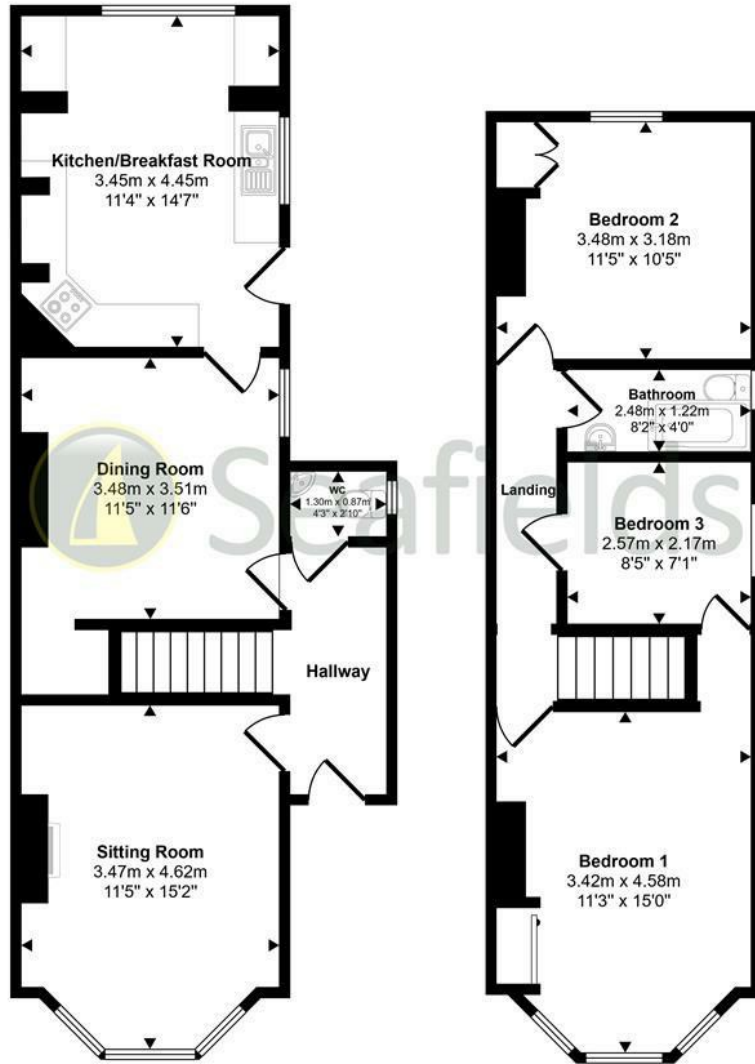 Kitchen/Breakfast Room
3.45m x 4.45m
11'4" x 14'7"
Dining Room
3.48m x 3.51m
11'5" x 11'6"
WC
1.30m x 0.87m
4'3" x 2'10"
Hallway
Sitting Room
3.47m x 4.62m
11'5" x 15'2"
Bedroom 2
3.48m x 3.18m
11'5" x 10'5"
Bathroom
2.48m x 1.22m
8'2" x 4'0"
Landing
Bedroom 3
2.57m x 2.17m
8'5" x 7'1"
Bedroom 1
3.42m x 4.58m
11'3" x 15'0"
Seafields